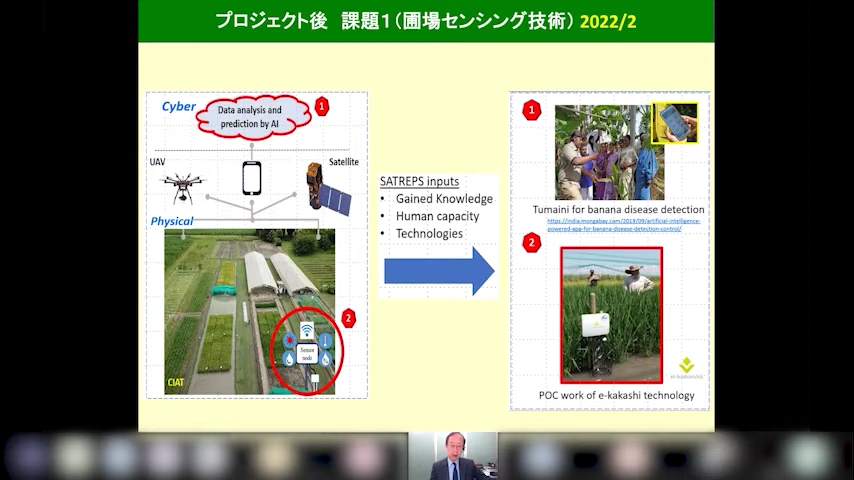 プロジェクト後 課題1(圃場センシング技術) 2022/2
Cyber
Data analysis and
prediction by AI
1
UAV
Satellite
Physical
2
Sensor
node
CIAT
SATREPS inputs
• Gained Knowledge
• Human capacity
• Technologies
1
Tumaini for banana disease detection
https://india.mongabay.com/2019/09/artificial-intelligence-
powered-app-for-banana-disease-detection-control/
2
POC work of e-kakashi technology